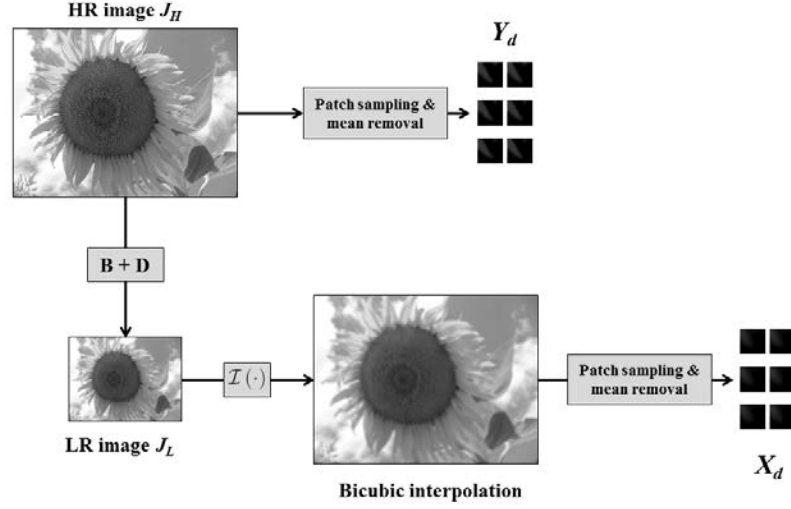 HR image J_H
Y_d
Patch sampling &
mean removal
B + D
I (·)
Patch sampling &
mean removal
LR image J_L
Bicubic interpolation
X_d